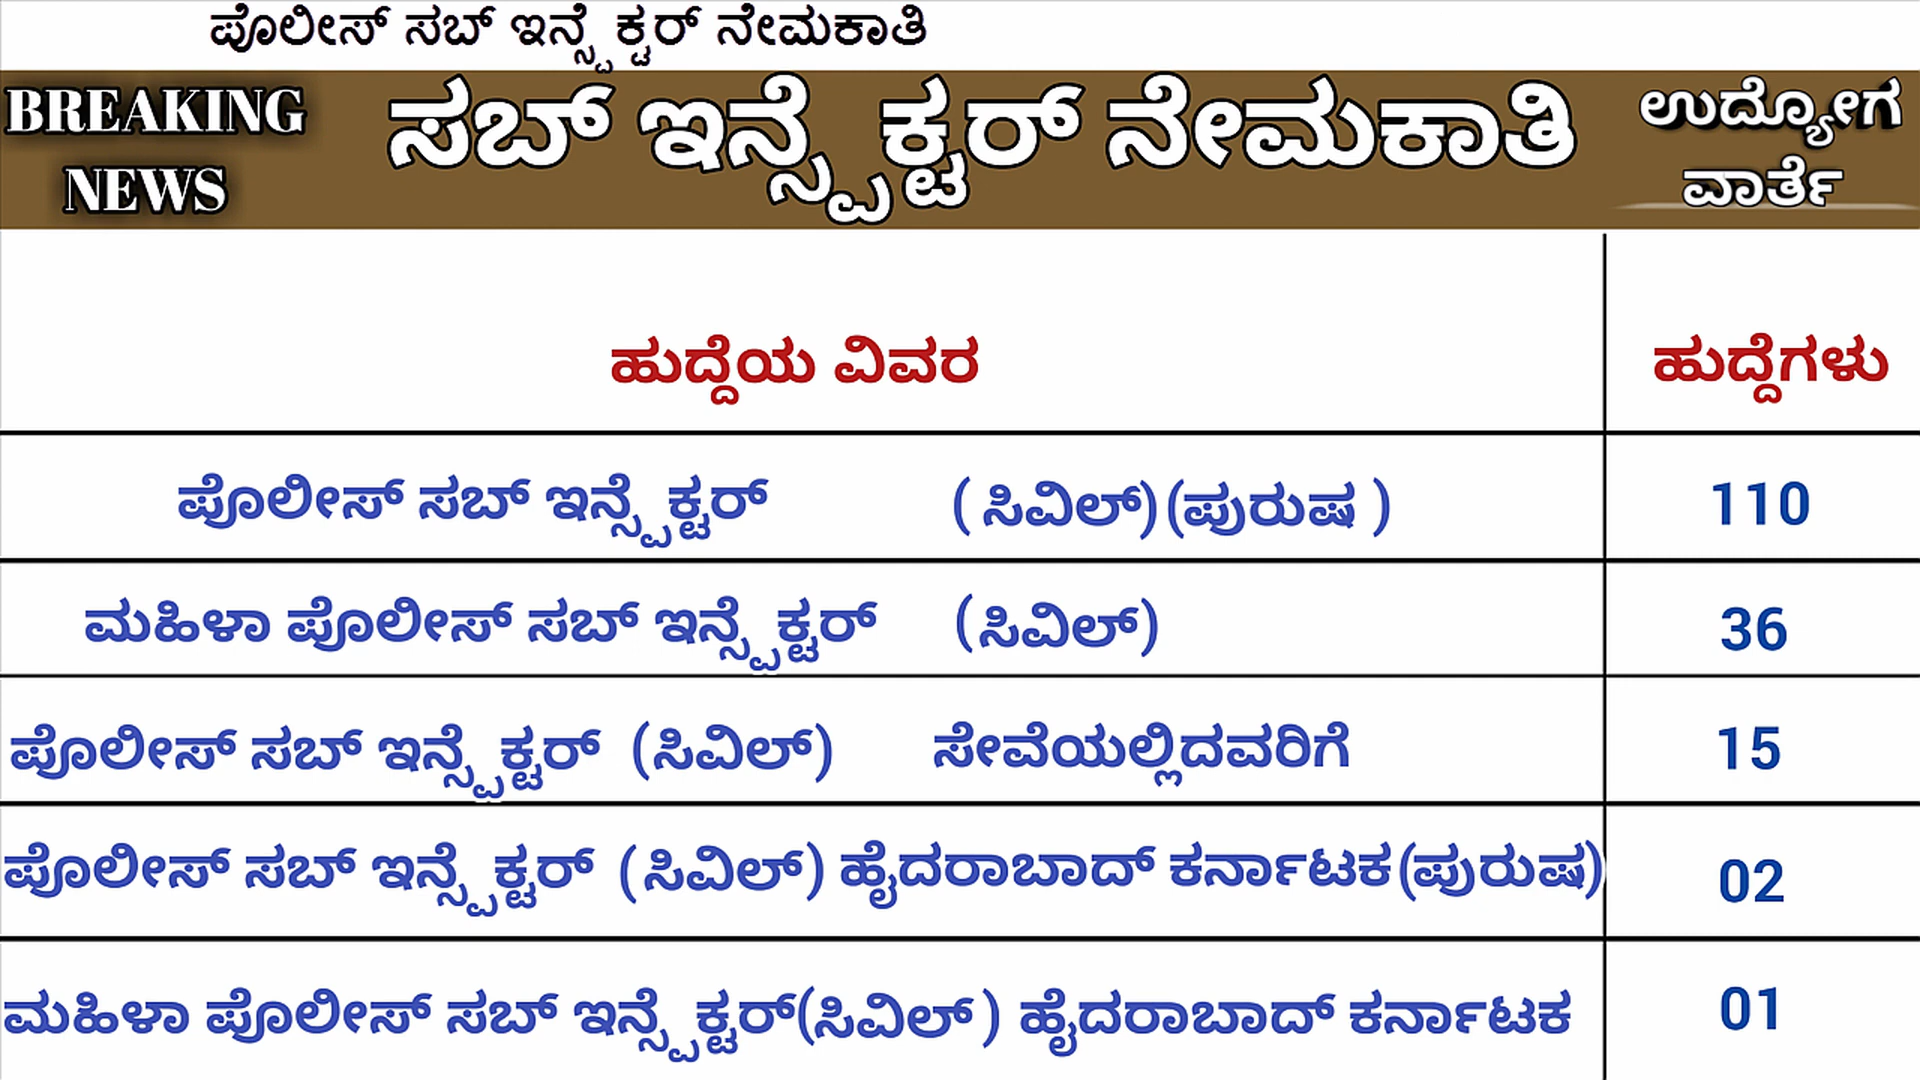 ಪೊಲೀಸ್ ಸಬ್ ಇನ್ಸ್ಪೆಕ್ಟರ್ ನೇಮಕಾತಿ
BREAKING NEWS
ಸಬ್ ಇನ್ಸ್ಪೆಕ್ಟರ್ ನೇಮಕಾತಿ
ಉದ್ಯೋಗ ವಾರ್ತೆ
ಹುದ್ದೆಯ ವಿವರ ಹುದ್ದೆಗಳು
ಪೊಲೀಸ್ ಸಬ್ ಇನ್ಸ್ಪೆಕ್ಟರ್ ( ಸಿವಿಲ್) (ಪುರುಷ ) 110
ಮಹಿಳಾ ಪೊಲೀಸ್ ಸಬ್ ಇನ್ಸ್ಪೆಕ್ಟರ್ (ಸಿವಿಲ್) 36
ಪೊಲೀಸ್ ಸಬ್ ಇನ್ಸ್ಪೆಕ್ಟರ್ (ಸಿವಿಲ್) ಸೇವೆಯಲ್ಲಿದವರಿಗೆ 15
ಪೊಲೀಸ್ ಸಬ್ ಇನ್ಸ್ಪೆಕ್ಟರ್ ( ಸಿವಿಲ್) ಹೈದರಾಬಾದ್ ಕರ್ನಾಟಕ(ಪುರುಷ) 02
ಮಹಿಳಾ ಪೊಲೀಸ್ ಸಬ್ ಇನ್ಸ್ಪೆಕ್ಟರ್(ಸಿವಿಲ್ ) ಹೈದರಾಬಾದ್ ಕರ್ನಾಟಕ 01